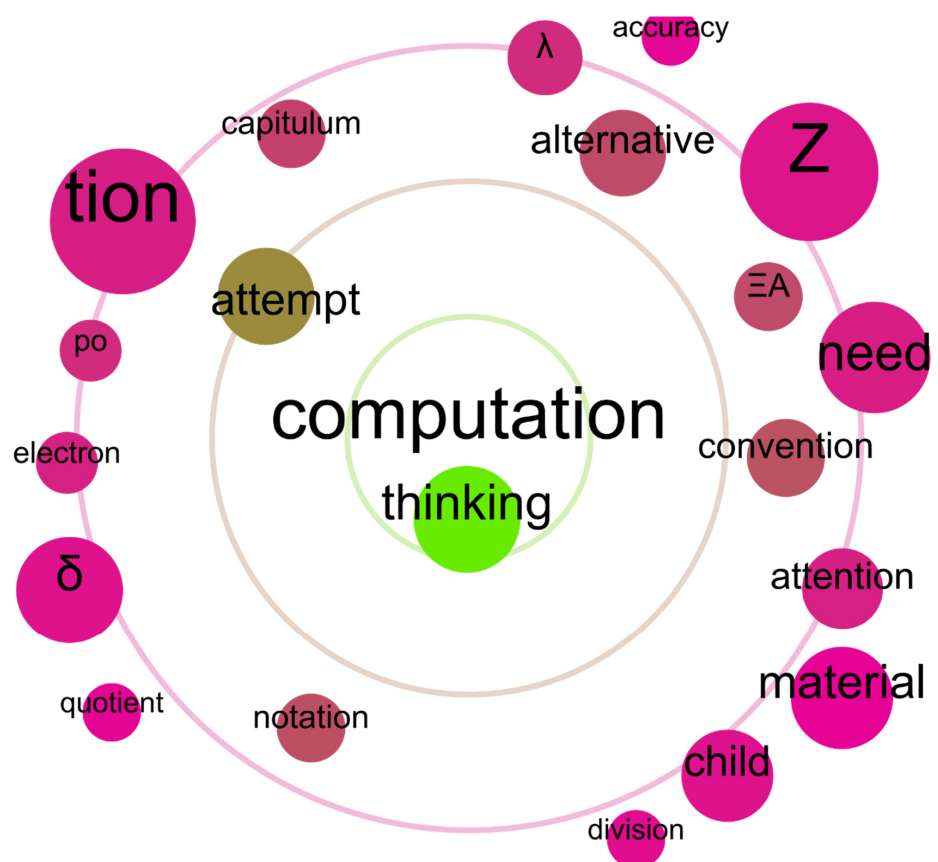 accuracy
λ
capitulum
alternative
Z
tion
ΞA
attempt
po
need
computation
convention
electron
thinking
δ
attention
material
quotient
notation
child
division